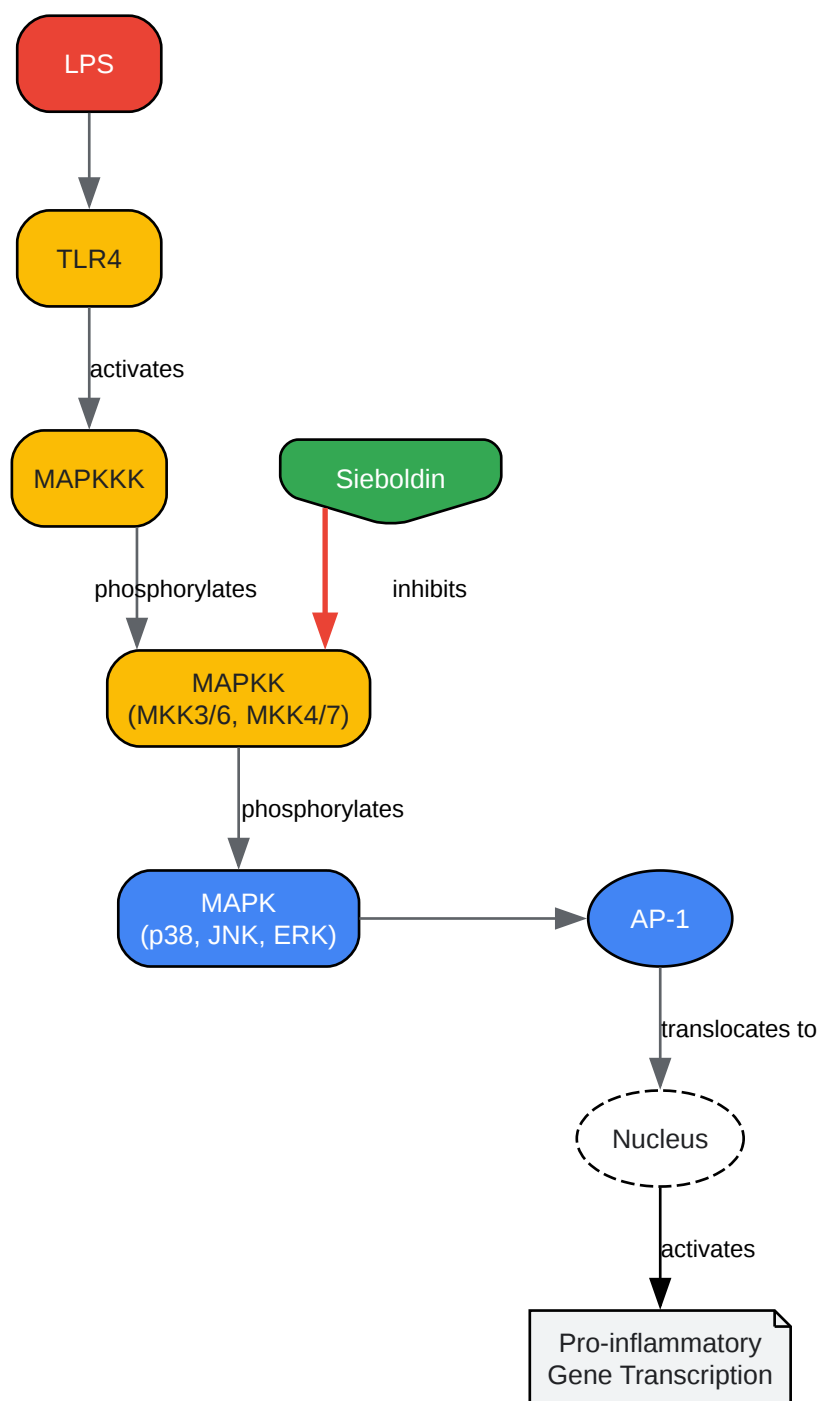 LPS
TLR4
activates
MAPKKK
Sieboldin
phosphorylates
inhibits
MAPKK
(MKK3/6, MKK4/7)
phosphorylates
MAPK
(p38, JNK, ERK)
AP-1
translocates to
Nucleus
activates
Pro-inflammatory
Gene Transcription